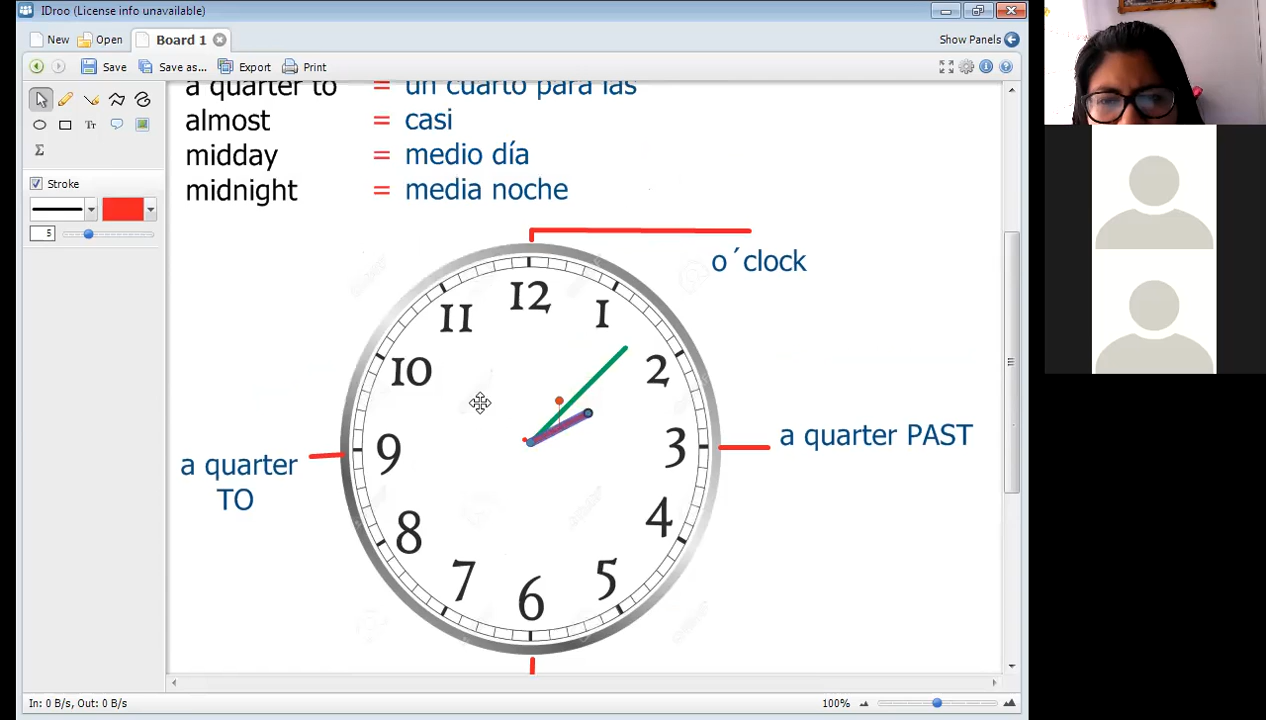 IDroo (License info unavailable)
New Open Board 1 Show Panels
Save Save as... Export Print
a quarter to = un cuarto para las
almost = casi
midday = medio día
midnight = media noche
Tr
Σ
Stroke
5
o´clock
12
11 1
10 2
9 3
8 4
7 5
6
a quarter PAST
a quarter
TO
In: 0 B/s, Out: 0 B/s 100%